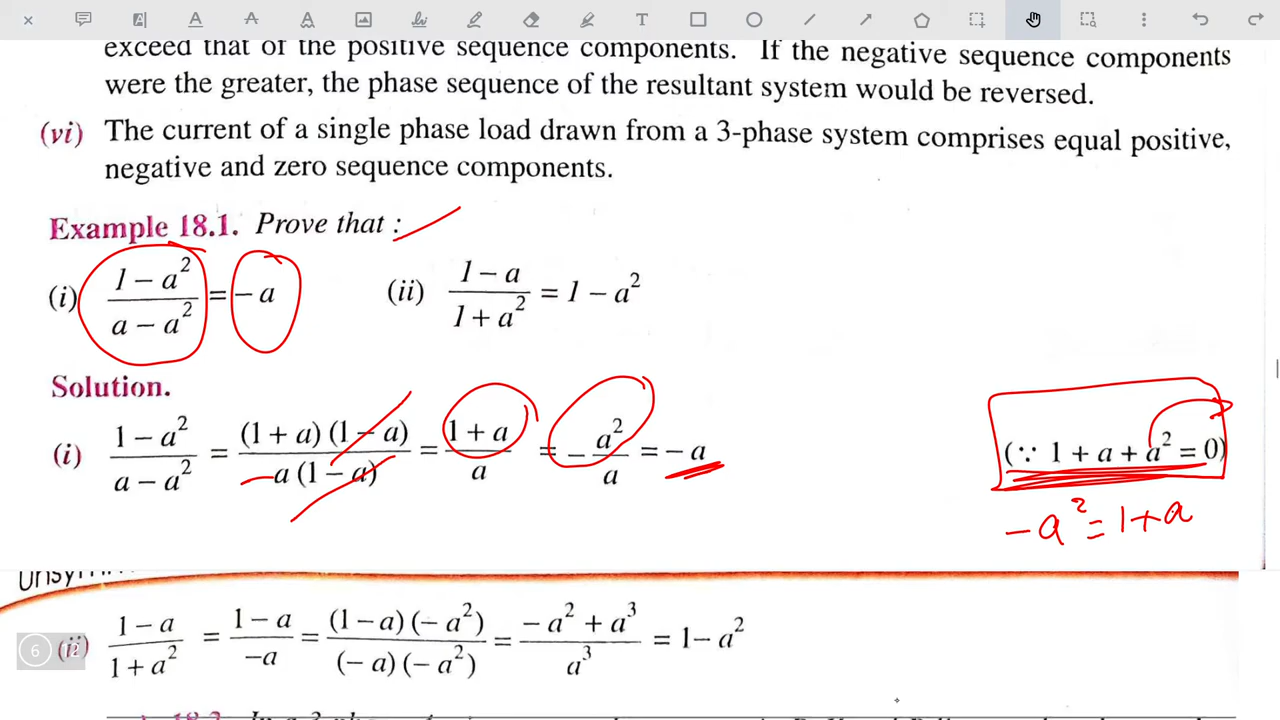 exceed that of the positive sequence components. If the negative sequence components
were the greater, the phase sequence of the resultant system would be reversed.
(vi) The current of a single phase load drawn from a 3-phase system comprises equal positive,
negative and zero sequence components.
Example 18.1. Prove that :
(i) (1 – a²)/(a – a²) = – a (ii) (1 – a)/(1 + a²) = 1 – a²
Solution.
(i) (1 – a²)/(a – a²) = (1 + a) (1 – a)/a (1 – a) = (1 + a)/a = – a²/a = – a (∵ 1 + a + a² = 0)
– a² = 1 + a
(ii) (1 – a)/(1 + a²) = (1 – a)/(–a) = (1 – a) (– a²)/(– a) (– a²) = (– a² + a³)/a³ = 1 – a²
6 12